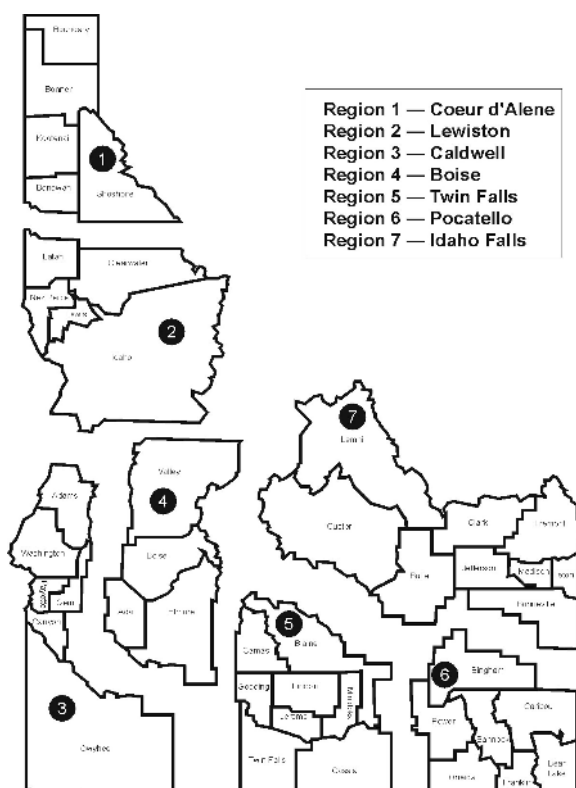 Bonner
Region 1 — Coeur d'Alene
Region 2 — Lewiston
Region 3 — Caldwell
Region 4 — Boise
Region 5 — Twin Falls
Region 6 — Pocatello
Region 7 — Idaho Falls
Kootenai
1
Benewah
Shoshone
Latah
Clearwater
Nez Perce
2
Idaho
7
Lemhi
Valley
4
Adams
Custer
Clark
Fremont
Washington
Boise
Butte
Jefferson
Madison
Gem
Bonneville
Ada
Elmore
Canyon
5
Camas
Blaine
Bingham
6
Gooding
Lincoln
Caribou
3
Jerome
Power
Bannock
Owyhee
Twin Falls
Cassia
Bear
Lake
Oneida
Franklin